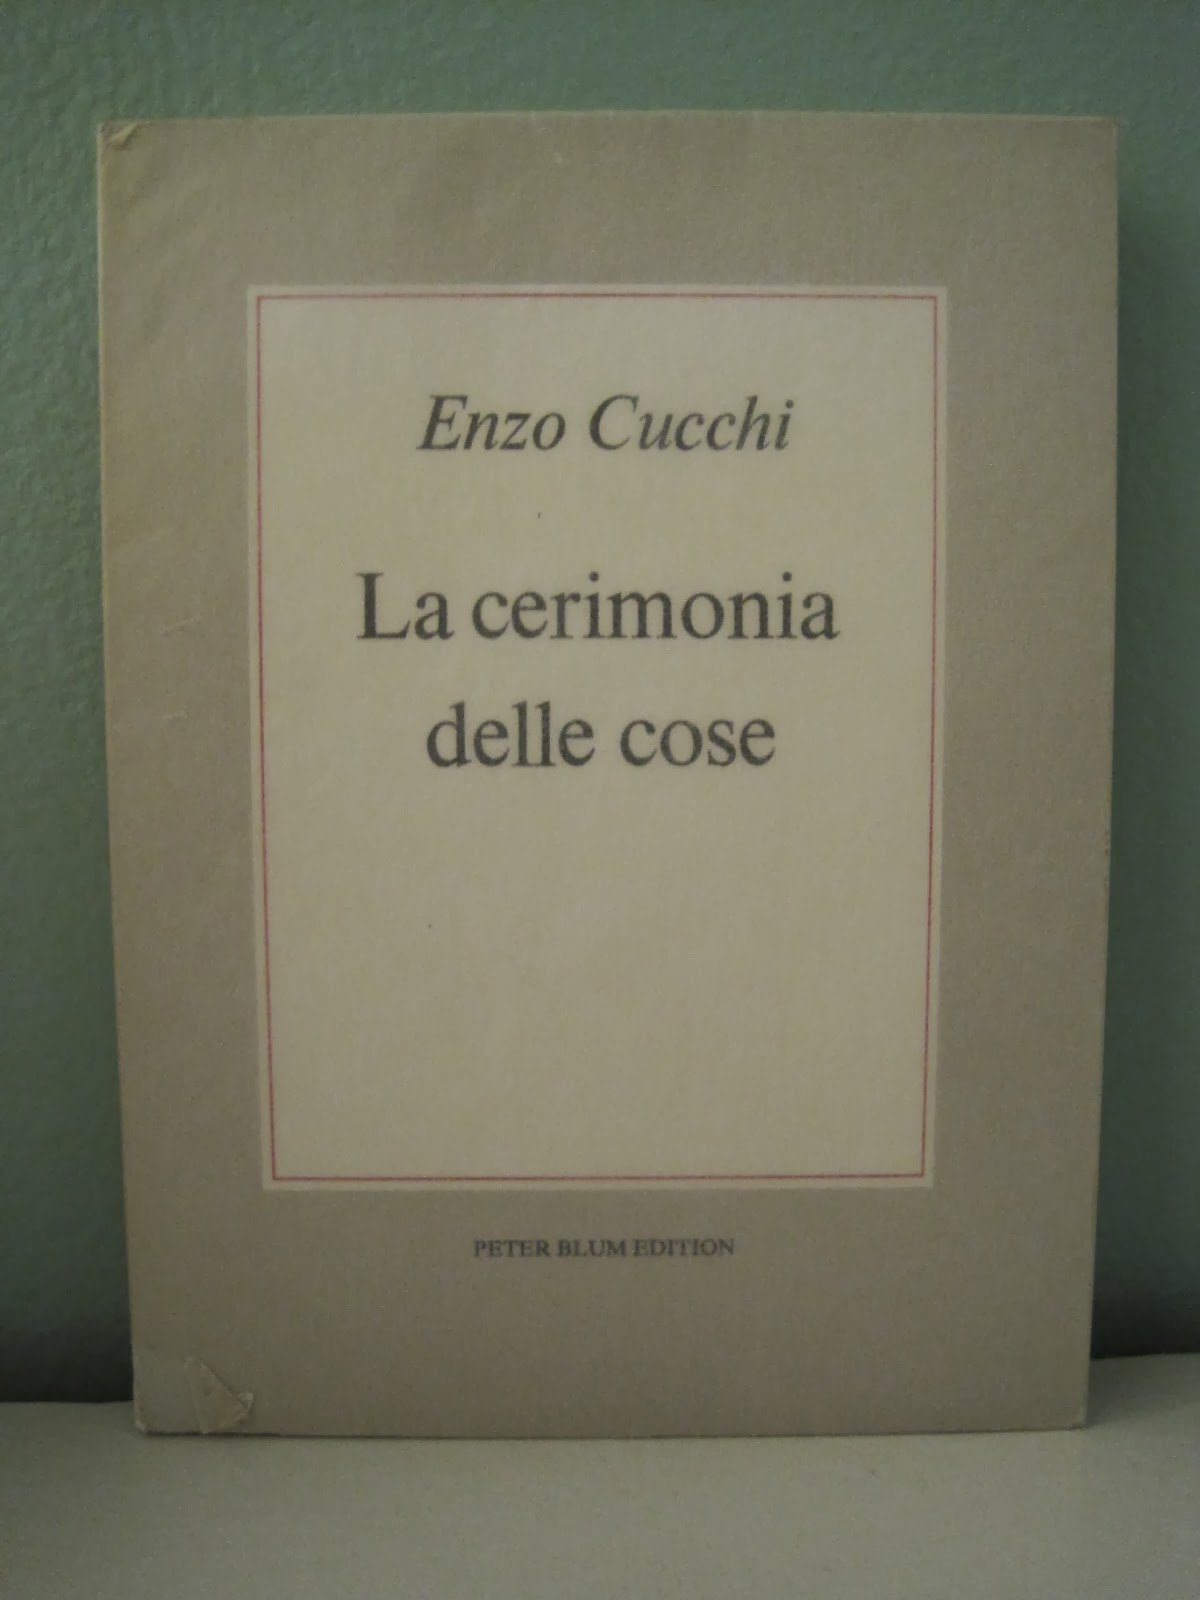 Enzo Cucchi
La cerimonia
delle cose
PETER BLUM EDITION